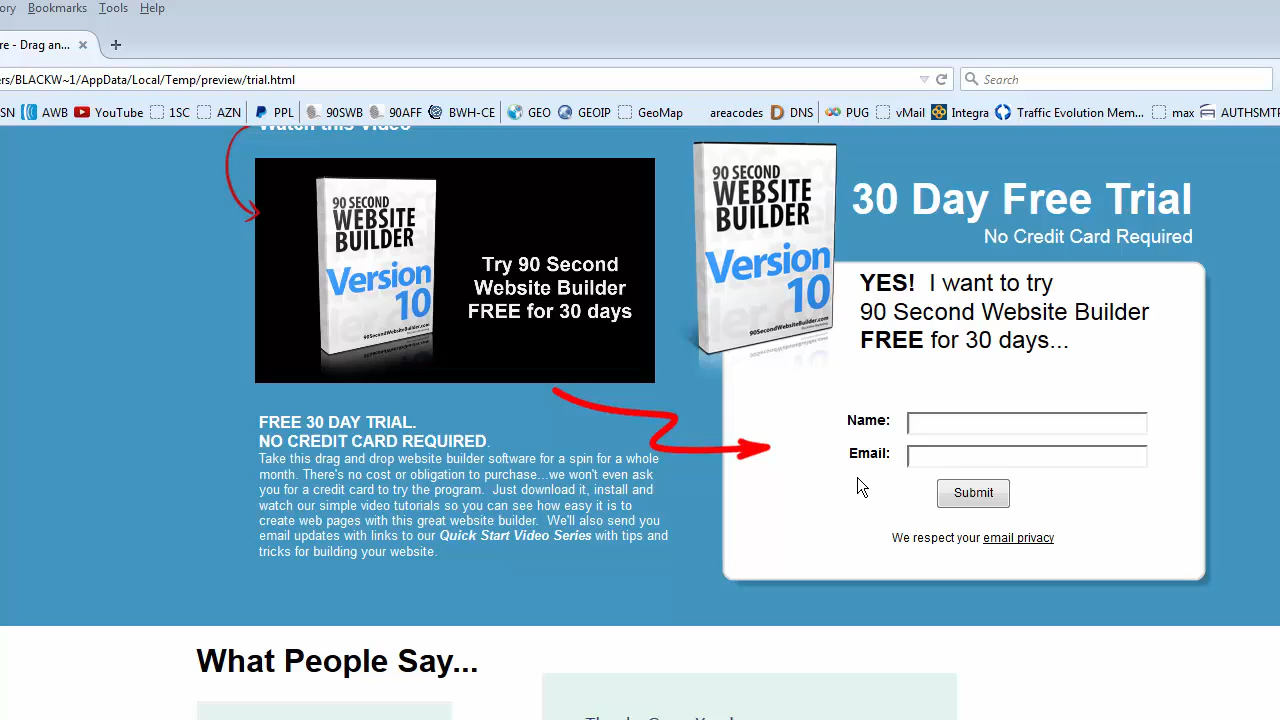 ory Bookmarks Tools Help
re - Drag an...
ers/BLACKW~1/AppData/Local/Temp/preview/trial.html
Search
SN AWB YouTube 1SC AZN PPL 90SWB 90AFF BWH-CE GEO GEOIP GeoMap areacodes DNS PUG vMail Integra Traffic Evolution Mem... max AUTHSMTP
Watch this Video
90 SECOND
WEBSITE
BUILDER
Version
10
90SecondWebsiteBuilder.com
Try 90 Second
Website Builder
FREE for 30 days
90 SECOND
WEBSITE
BUILDER
Version
10
90SecondWebsiteBuilder.com
30 Day Free Trial
No Credit Card Required
YES! I want to try
90 Second Website Builder
FREE for 30 days...
Name:
Email:
Submit
We respect your email privacy
FREE 30 DAY TRIAL.
NO CREDIT CARD REQUIRED.
Take this drag and drop website builder software for a spin for a whole
month. There's no cost or obligation to purchase...we won't even ask
you for a credit card to try the program. Just download it, install and
watch our simple video tutorials so you can see how easy it is to
create web pages with this great website builder. We'll also send you
email updates with links to our Quick Start Video Series with tips and
tricks for building your website.
What People Say...